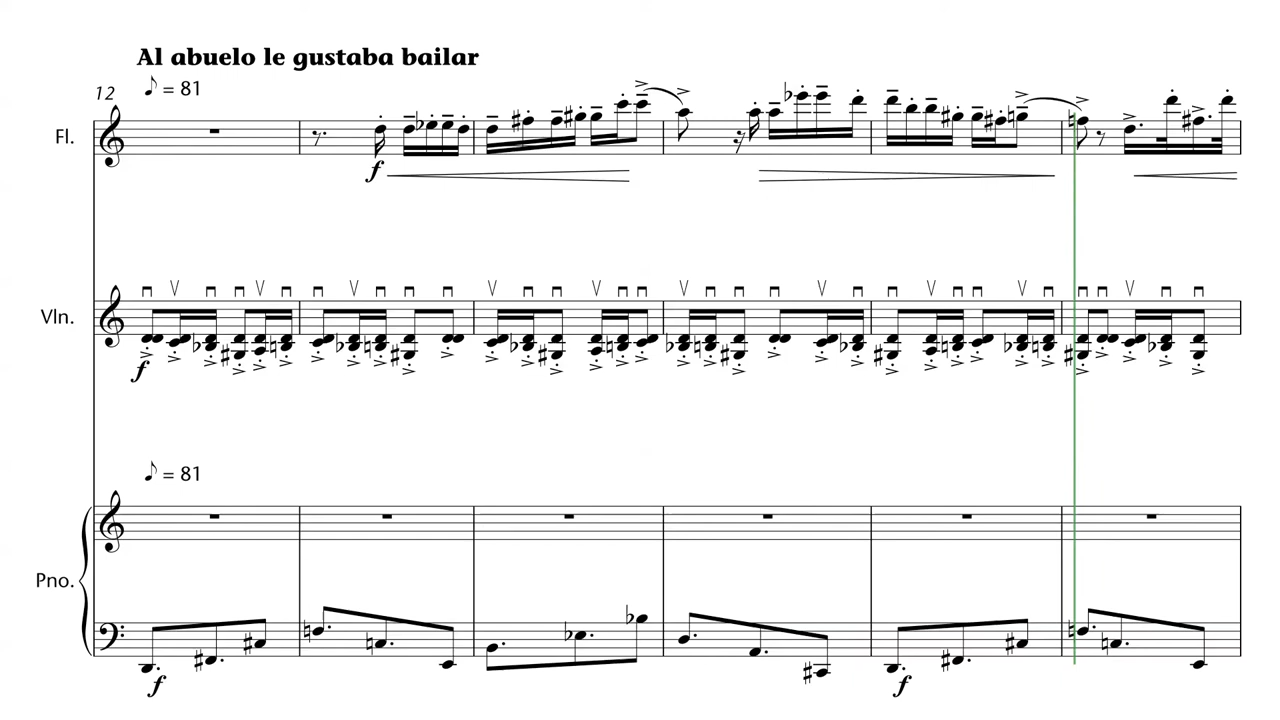 Al abuelo le gustaba bailar
12
♪ = 81
Fl.
f
Vln.
f
♪ = 81
Pno.
f f